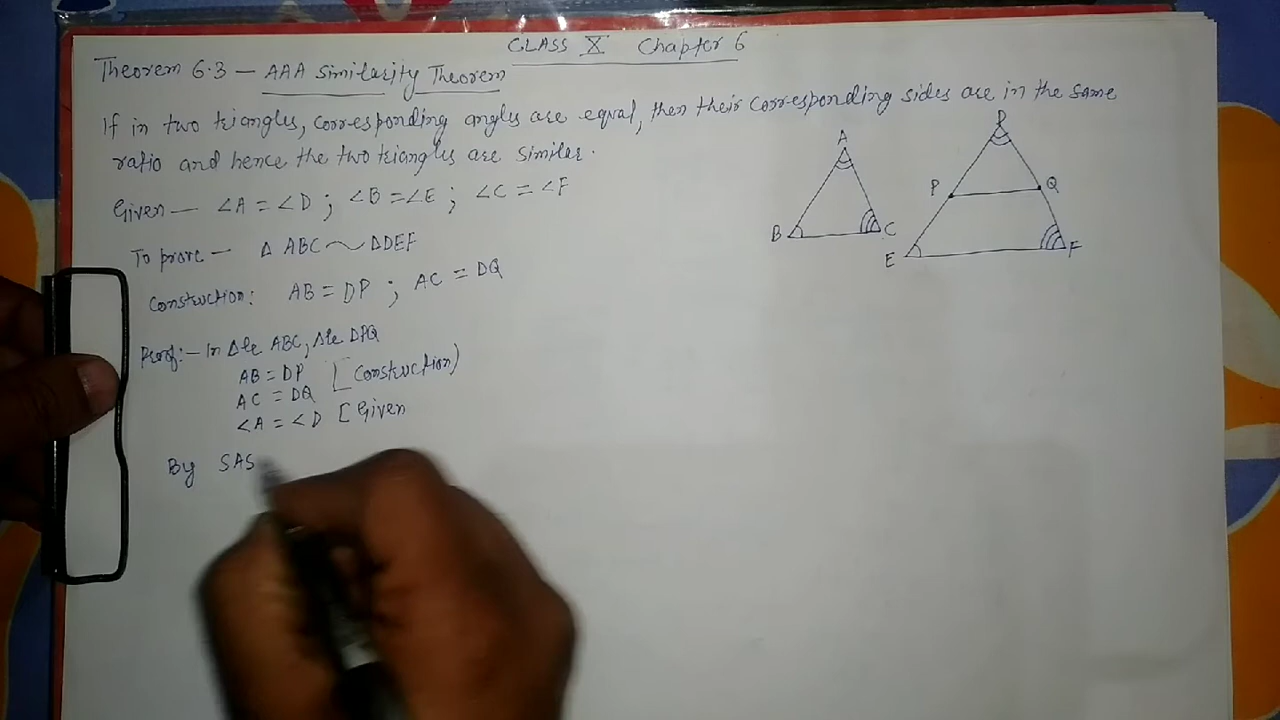 CLASS X Chapter 6
Theorem 6.3 — AAA Similarity Theorem
If in two triangles, corresponding angles are equal, then their corresponding sides are in the same
ratio and hence the two triangles are similar.
Given — ∠A = ∠D ; ∠B = ∠E ; ∠C = ∠F
To prove — Δ ABC ~ ΔDEF
Construction: AB = DP ; AC = DQ
Proof:- In Δle ABC, Δle DPQ
AB = DP [Construction)
AC = DQ
∠A = ∠D [Given
By SAS
A
B
C
D
P
Q
E
F